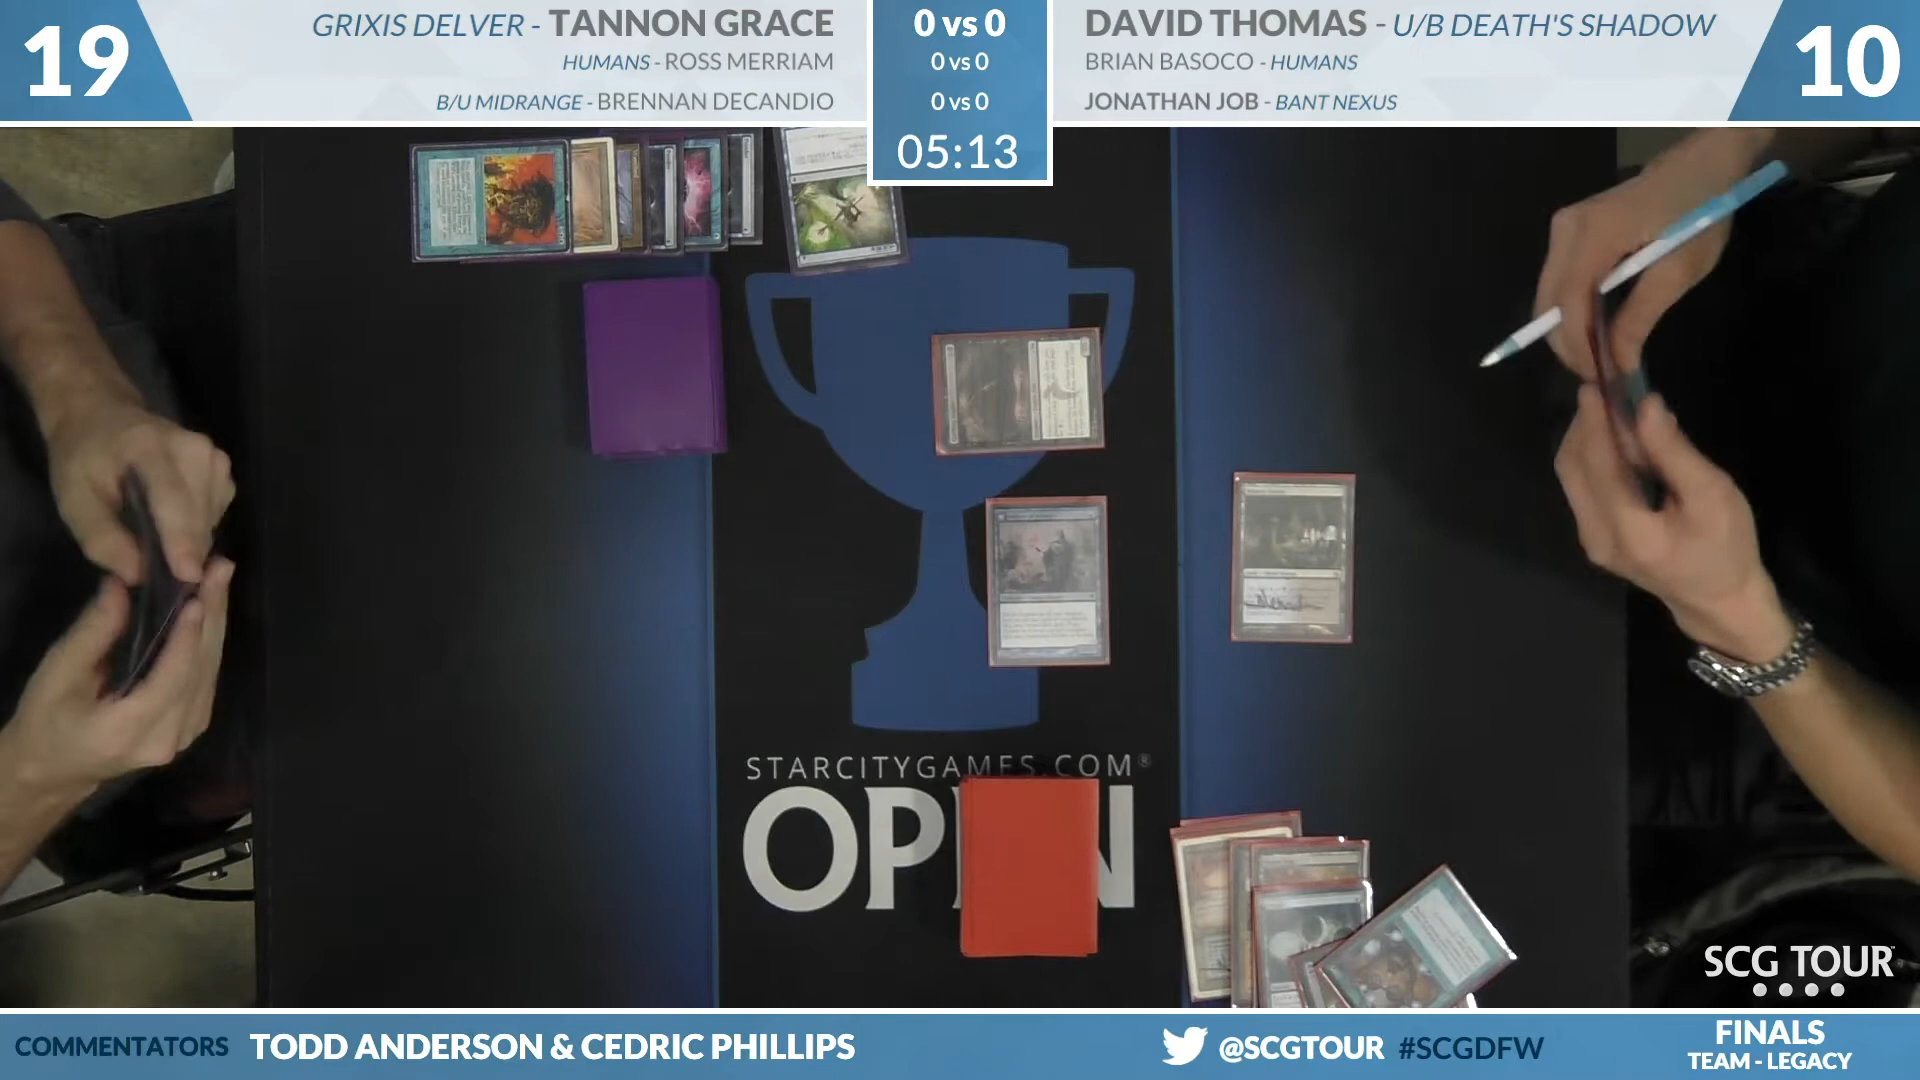 19
GRIXIS DELVER - TANNON GRACE
HUMANS - ROSS MERRIAM
B/U MIDRANGE - BRENNAN DECANDIO
0 vs 0
0 vs 0
0 vs 0
05:13
DAVID THOMAS - U/B DEATH'S SHADOW
BRIAN BASOCO - HUMANS
JONATHAN JOB - BANT NEXUS
10
STARCITYGAMES.COM®
OPEN
SCG TOUR
COMMENTATORS TODD ANDERSON & CEDRIC PHILLIPS
@SCGTOUR #SCGDFW
FINALS
TEAM - LEGACY